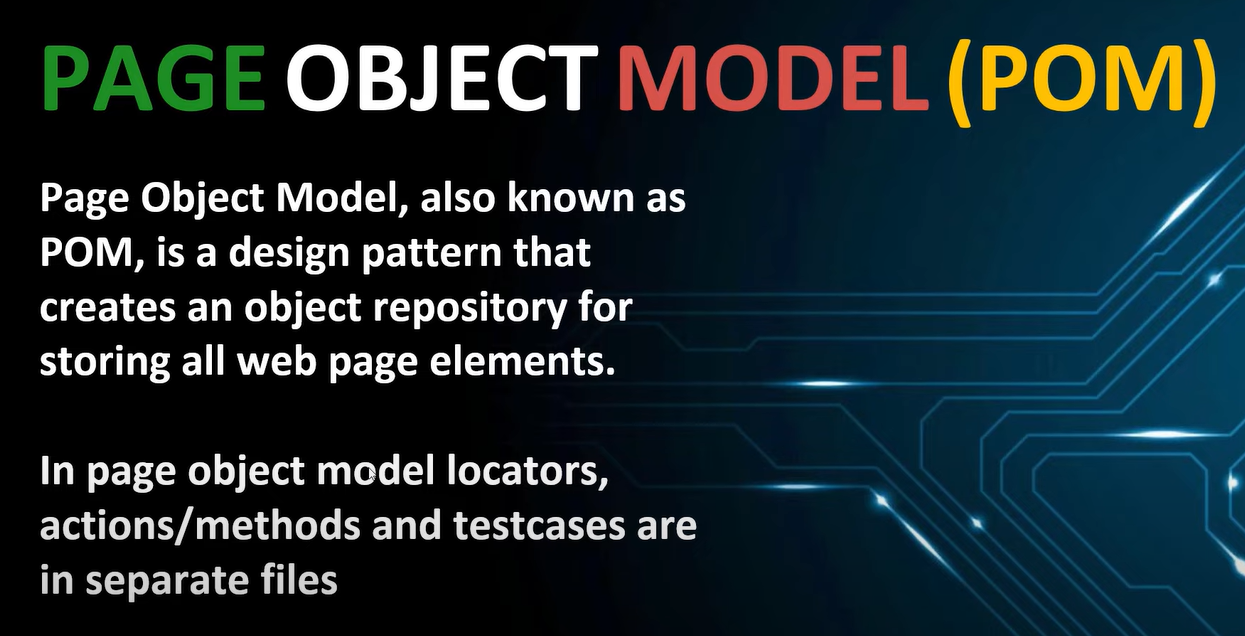 PAGE OBJECT MODEL (POM)
Page Object Model, also known as
POM, is a design pattern that
creates an object repository for
storing all web page elements.
In page object model locators,
actions/methods and testcases are
in separate files